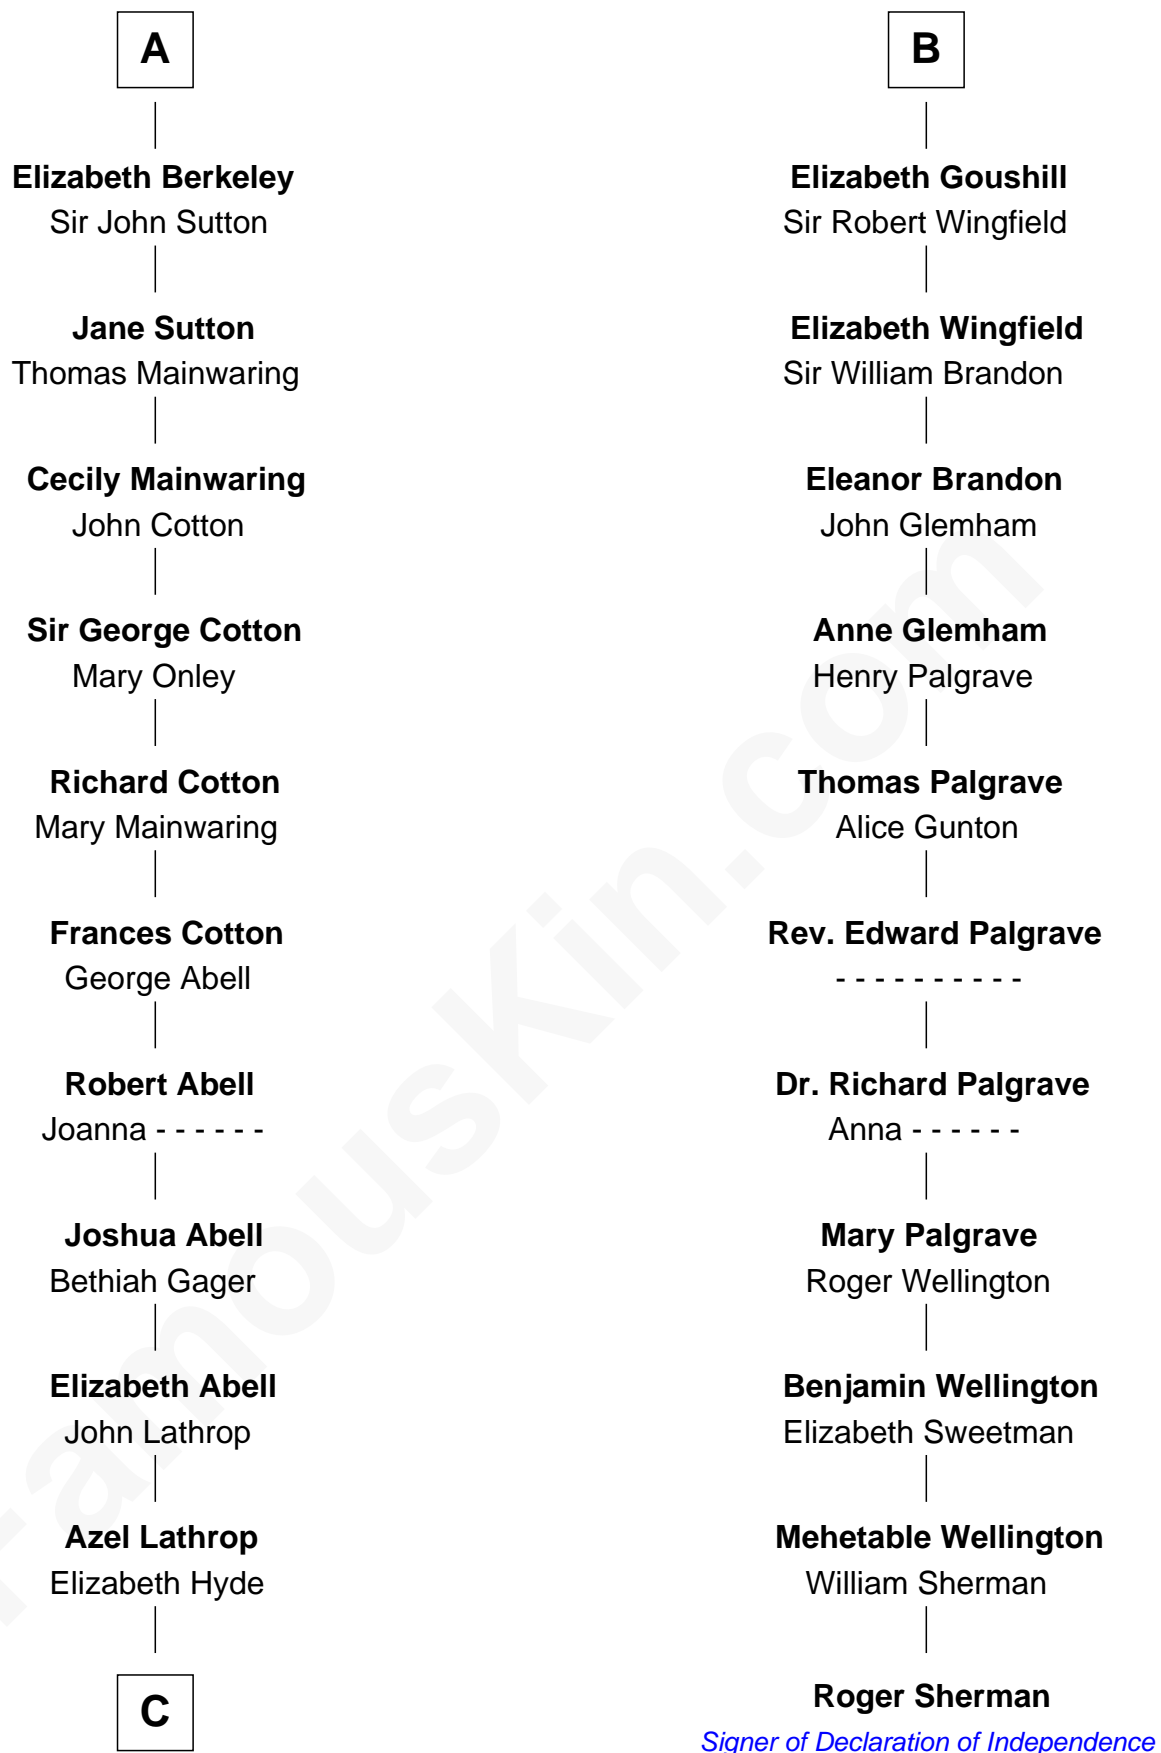 A
Elizabeth Berkeley
Sir John Sutton
Jane Sutton
Thomas Mainwaring
Cecily Mainwaring
John Cotton
Sir George Cotton
Mary Onley
Richard Cotton
Mary Mainwaring
Frances Cotton
George Abell
Robert Abell
Joanna - - - - - -
Joshua Abell
Bethiah Gager
Elizabeth Abell
John Lathrop
Azel Lathrop
Elizabeth Hyde
C
B
Elizabeth Goushill
Sir Robert Wingfield
Elizabeth Wingfield
Sir William Brandon
Eleanor Brandon
John Glemham
Anne Glemham
Henry Palgrave
Thomas Palgrave
Alice Gunton
Rev. Edward Palgrave
- - - - - - - - - -
Dr. Richard Palgrave
Anna - - - - - -
Mary Palgrave
Roger Wellington
Benjamin Wellington
Elizabeth Sweetman
Mehetable Wellington
William Sherman
Roger Sherman
Signer of Declaration of Independence
FamousKin.com